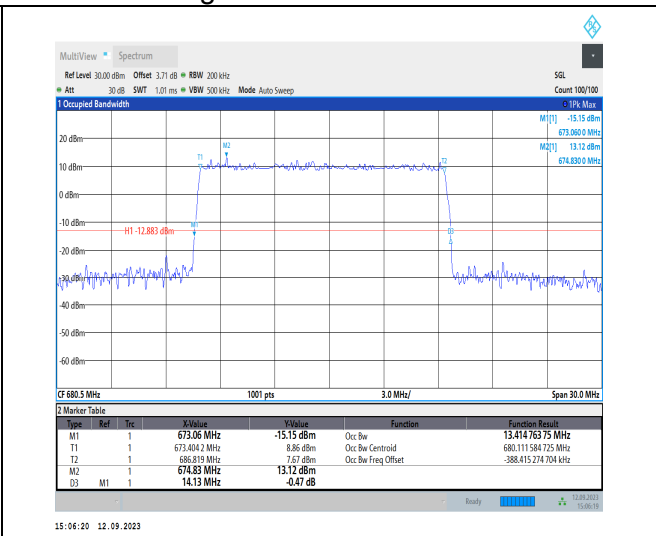 MultiView Spectrum
Ref Level 30.00 dBm Offset 3.71 dB RBW 200 kHz SGL
Att 30 dB SWT 1.01 ms VBW 500 kHz Mode Auto Sweep Count 100/100
1 Occupied Bandwidth 1Pk Max
M1[1] -15.15 dBm
673.060 0 MHz
M2[1] 13.12 dBm
674.830 0 MHz
20 dBm
M2
T1
T2
10 dBm
0 dBm
-10 dBm
H1 -12.883 dBm
M1
D3
-20 dBm
-30 dBm
-40 dBm
-50 dBm
-60 dBm
CF 680.5 MHz 1001 pts 3.0 MHz/ Span 30.0 MHz
2 Marker Table
Type Ref Trc X-Value Y-Value Function Function Result
M1 1 673.06 MHz -15.15 dBm Occ Bw 13.414 763 75 MHz
T1 1 673.404 2 MHz 8.86 dBm Occ Bw Centroid 680.111 584 725 MHz
T2 1 686.819 MHz 7.67 dBm Occ Bw Freq Offset -388.415 274 704 kHz
M2 1 674.83 MHz 13.12 dBm
D3 M1 1 14.13 MHz -0.47 dB
Ready 12.09.2023
15:06:19
15:06:20 12.09.2023